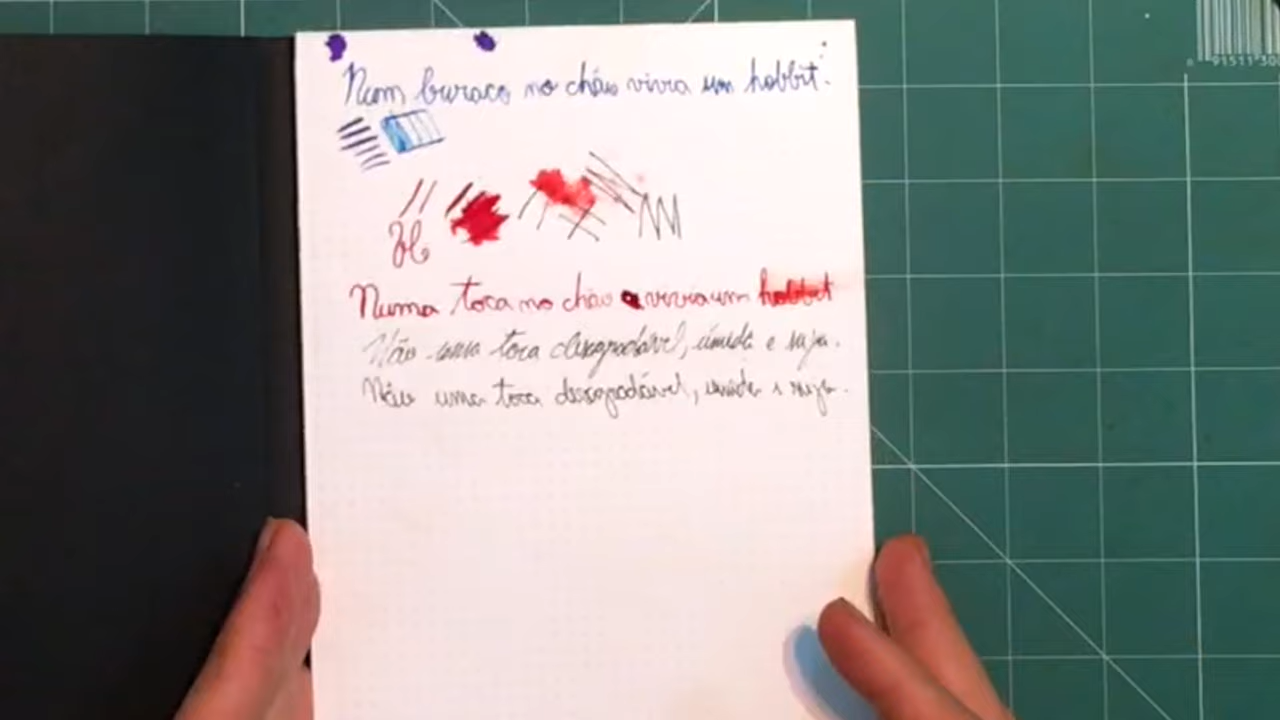 Num buraco no chão vivia um hobbit.
Numa toca no chão vivia um hobbit
Não uma toca desagradável, úmida e suja.
Não uma toca desagradável, úmida e suja.